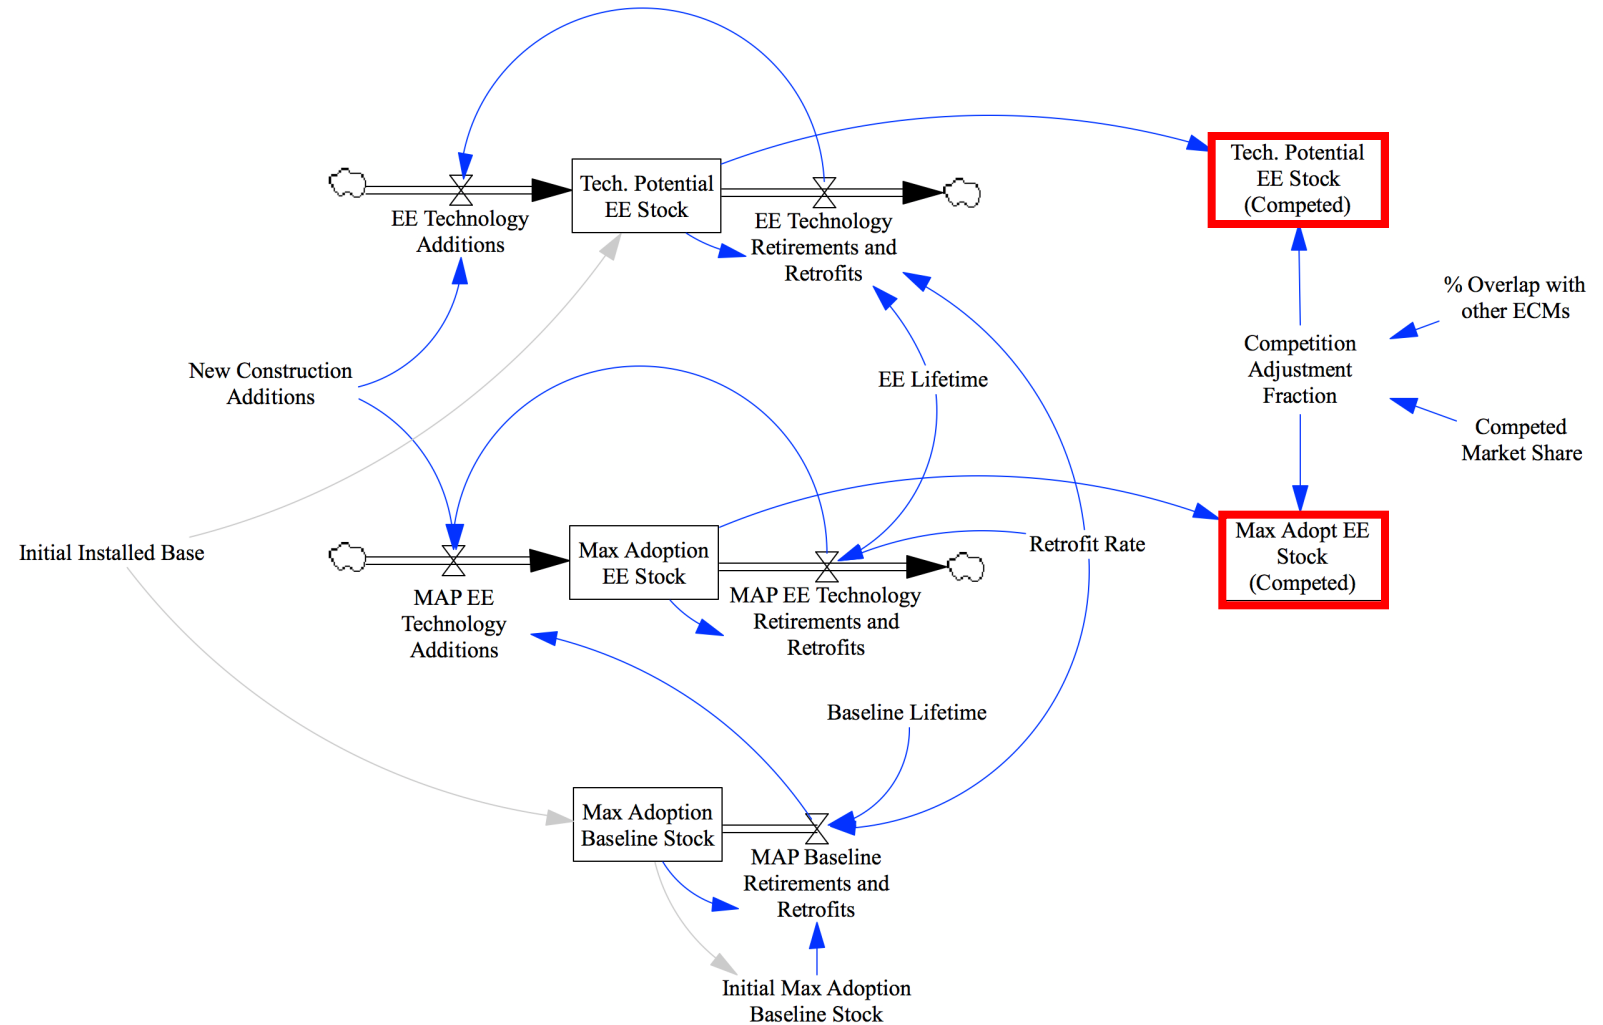 Tech. Potential
EE Stock
(Competed)
Tech. Potential
EE Stock
EE Technology
Additions
EE Technology
Retirements and
Retrofits
% Overlap with
other ECMs
Competition
Adjustment
Fraction
New Construction
Additions
EE Lifetime
Competed
Market Share
Initial Installed Base
Max Adoption
EE Stock
Retrofit Rate
Max Adopt EE
Stock
(Competed)
MAP EE
Technology
Additions
MAP EE Technology
Retirements and
Retrofits
Baseline Lifetime
Max Adoption
Baseline Stock
MAP Baseline
Retirements and
Retrofits
Initial Max Adoption
Baseline Stock